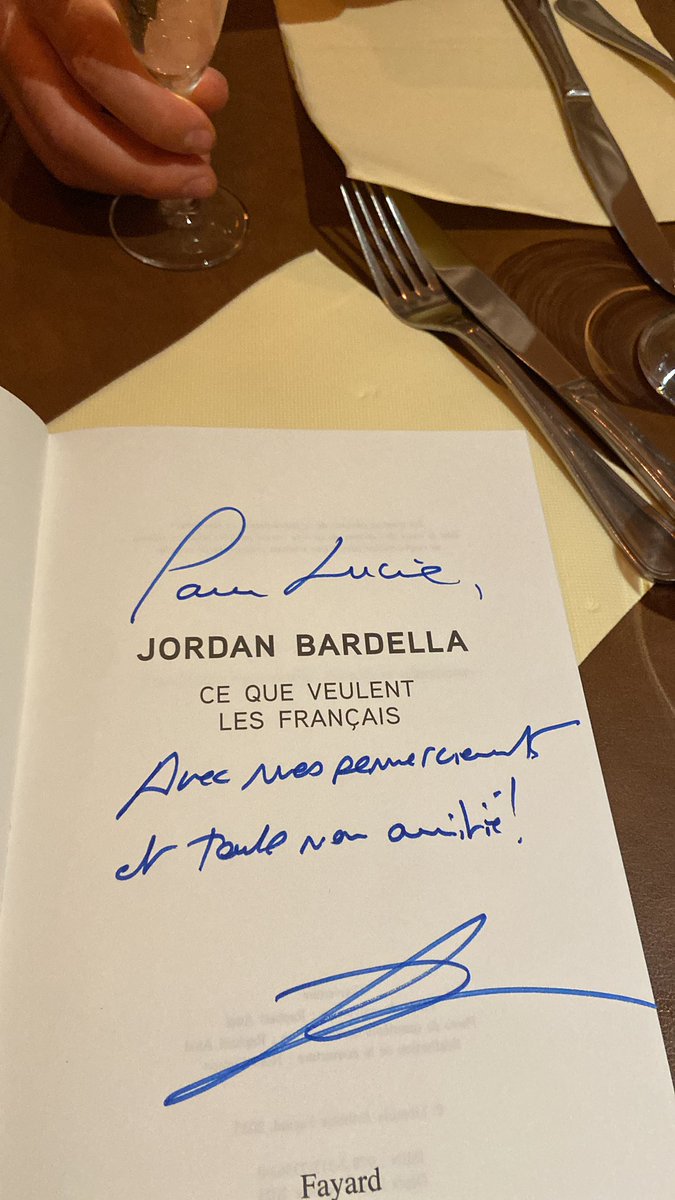 Pour Lucie,
JORDAN BARDELLA
CE QUE VEULENT
LES FRANÇAIS
Avec mes remerciements
et toute mon amitié !
Fayard